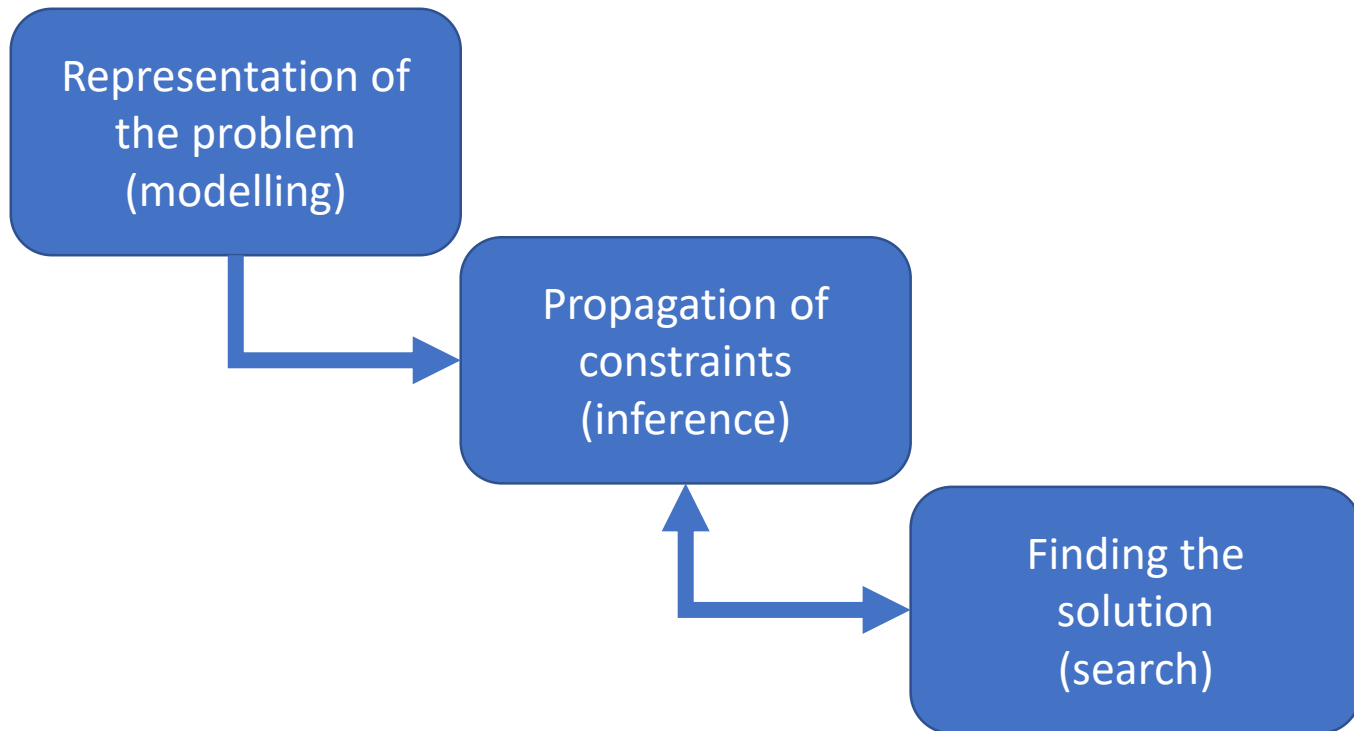 Representation of
the problem
(modelling)
Propagation of
constraints
(inference)
Finding the
solution
(search)